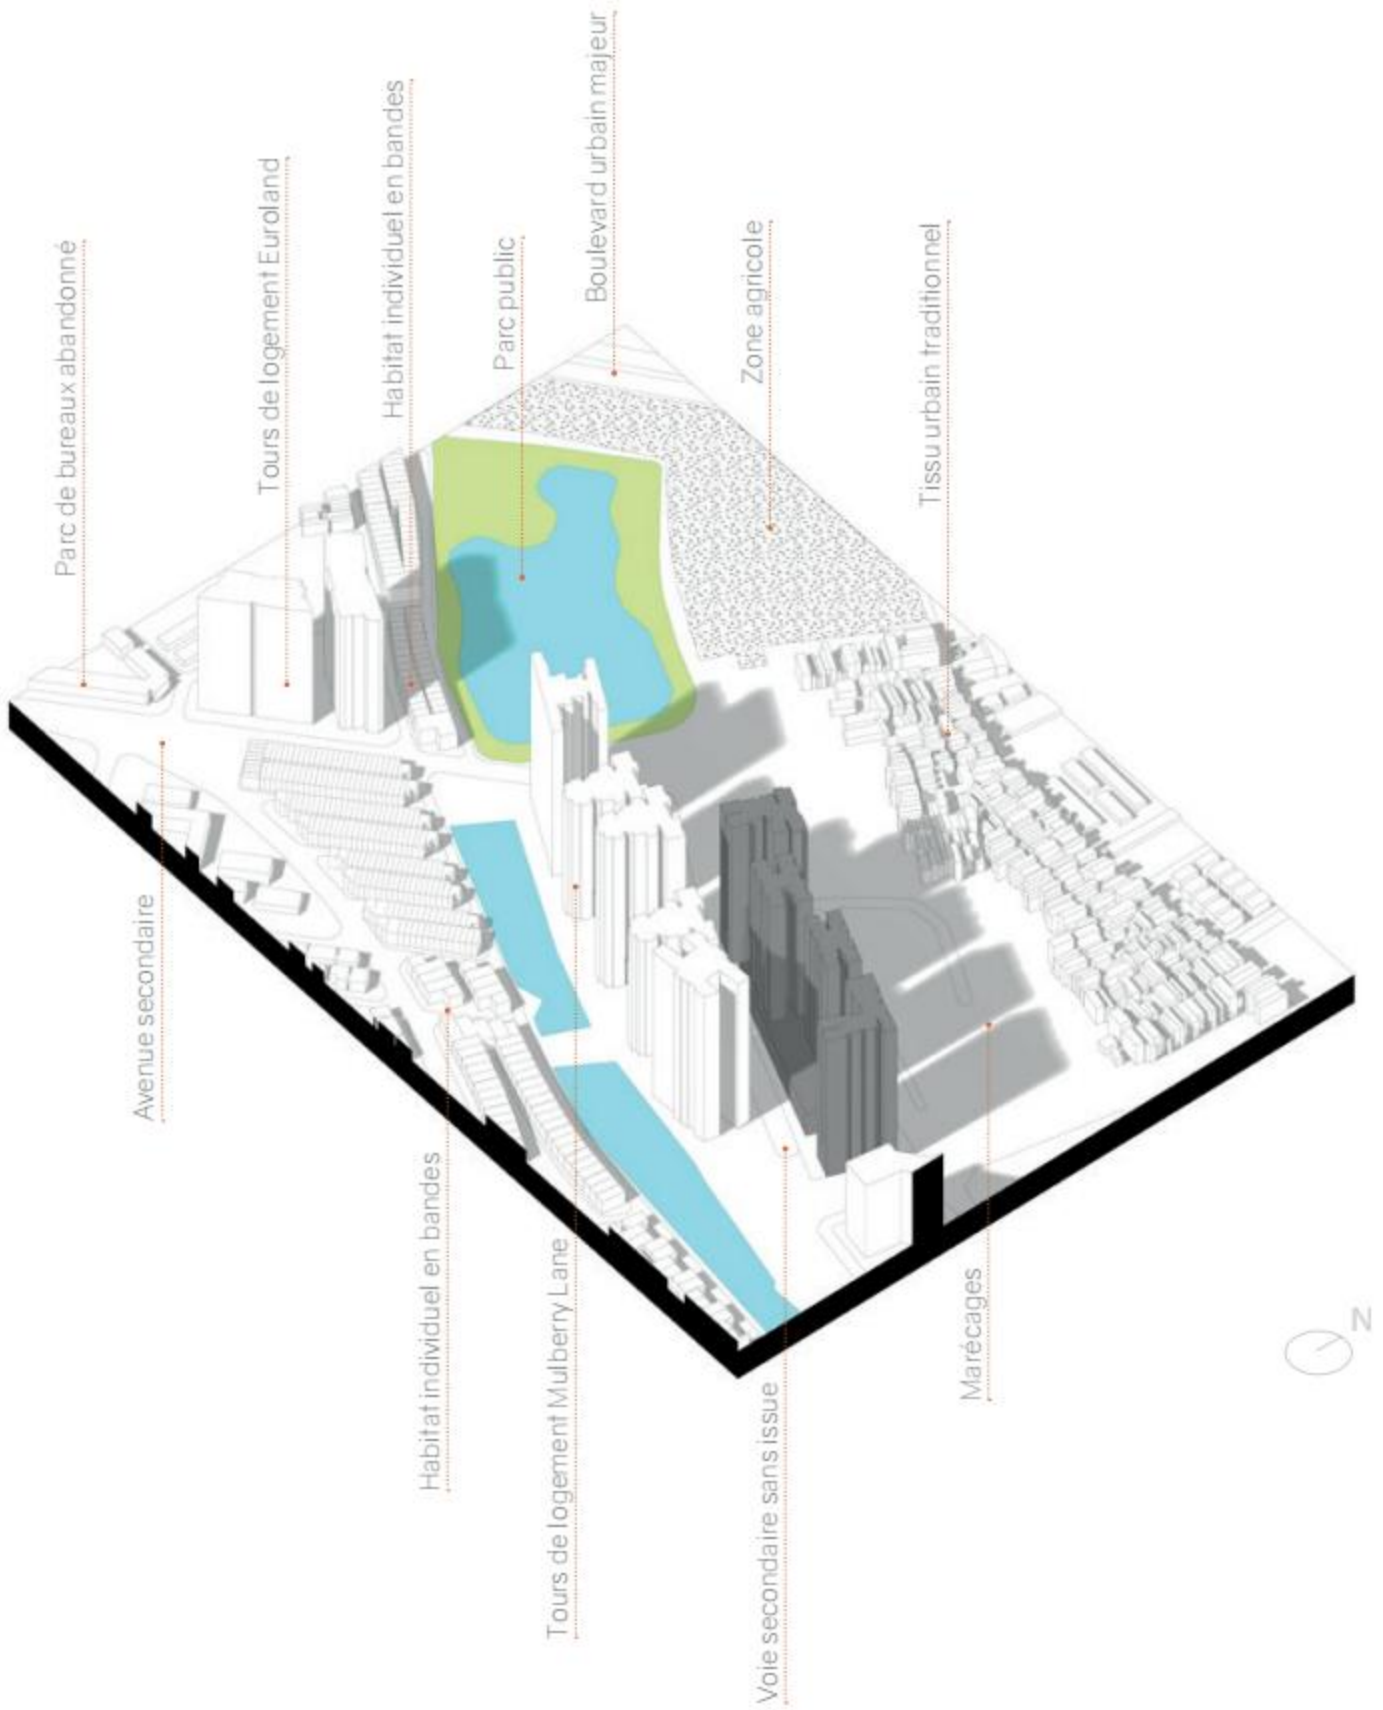 Parc de bureaux abandonné
Tours de logement Euroland
Habitat individuel en bandes
Parc public
Boulevard urbain majeur
Zone agricole
Tissu urbain traditionnel
Avenue secondaire
Habitat individuel en bandes
Tours de logement Mulberry Lane
Voie secondaire sans issue
Marécages
N